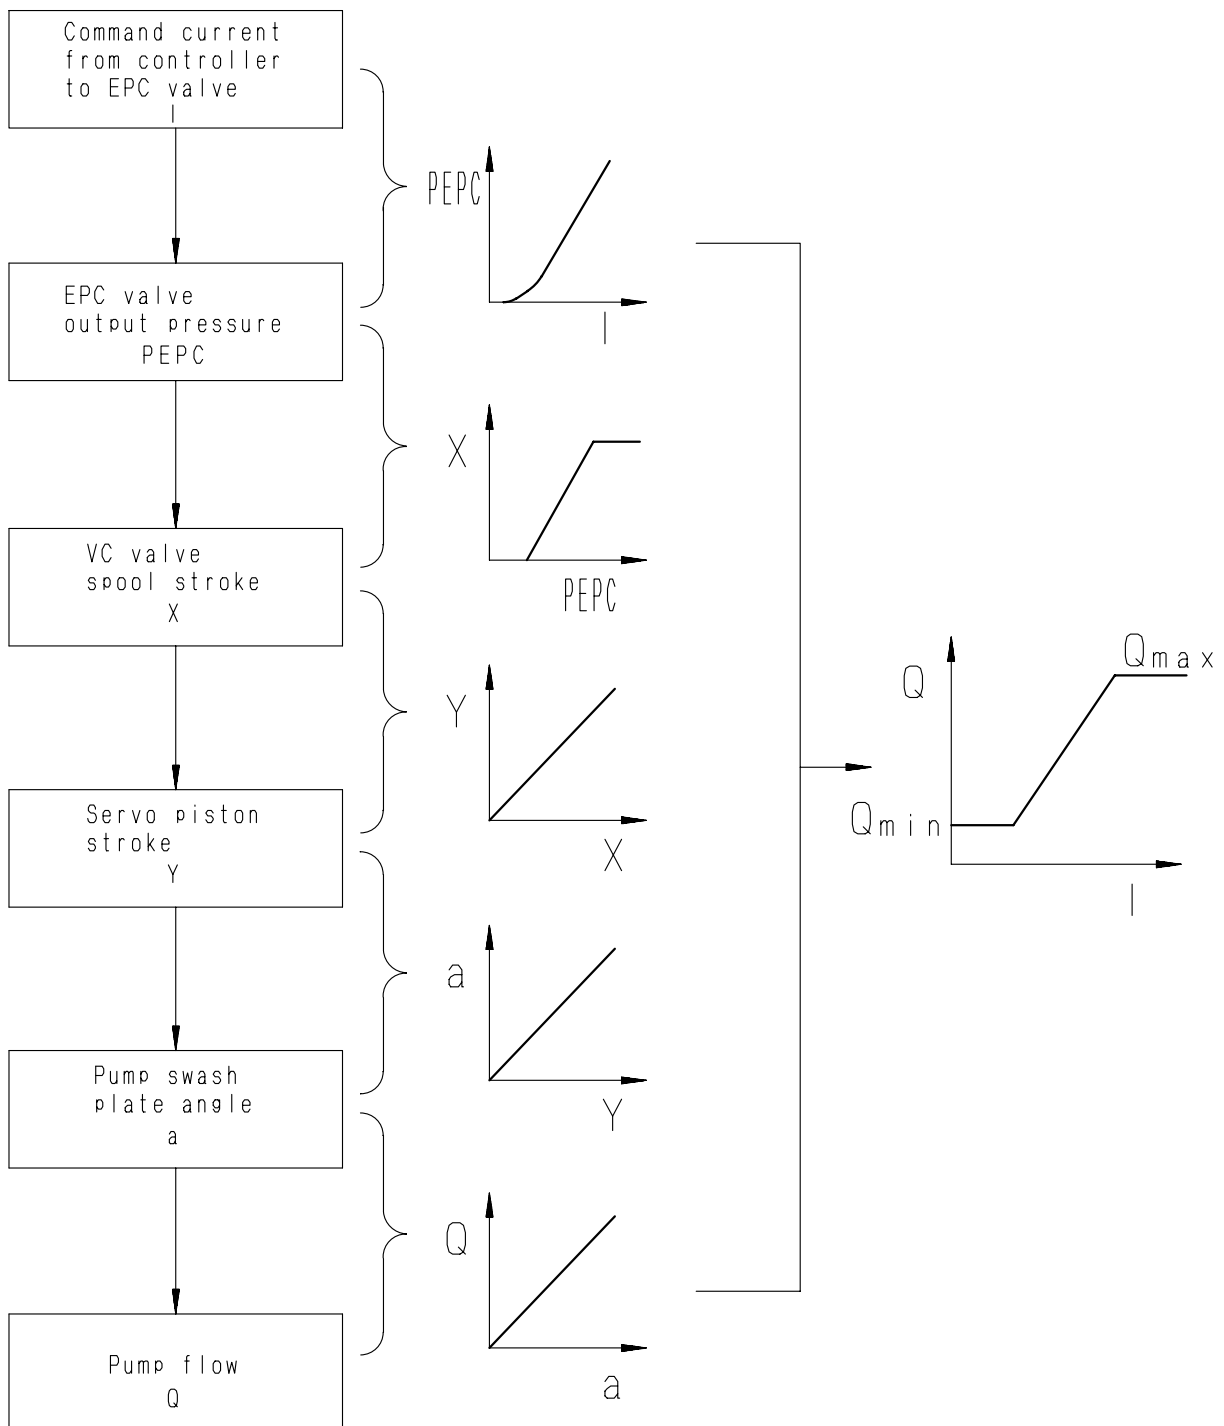 Command current
from controller
to EPC valve
I
PEPC
I
EPC valve
output pressure
PEPC
X
PEPC
VC valve
spool stroke
X
Y
X
Servo piston
stroke
Y
a
Y
Pump swash
plate angle
a
Q
a
Pump flow
Q
Qmax
Q
Qmin
I